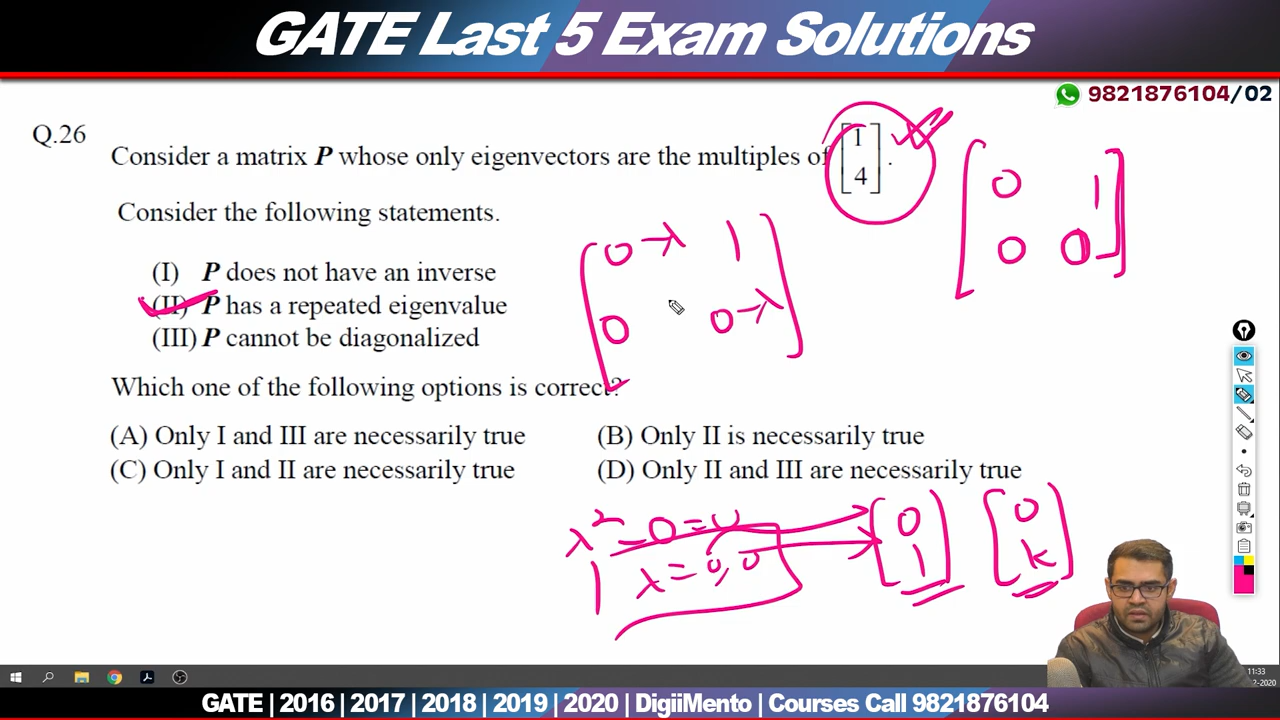 GATE Last 5 Exam Solutions
9821876104/02
Q.26
Consider a matrix P whose only eigenvectors are the multiples of [1 4].
Consider the following statements.
(I) P does not have an inverse
(II) P has a repeated eigenvalue
(III) P cannot be diagonalized
Which one of the following options is correct?
(A) Only I and III are necessarily true
(B) Only II is necessarily true
(C) Only I and II are necessarily true
(D) Only II and III are necessarily true
0 1
0 0
0-λ 1
0 0-λ
λ²-0=0
λ=0,0
0
1
0
k
11:33
2-2020
GATE | 2016 | 2017 | 2018 | 2019 | 2020 | DigiiMento | Courses Call 9821876104